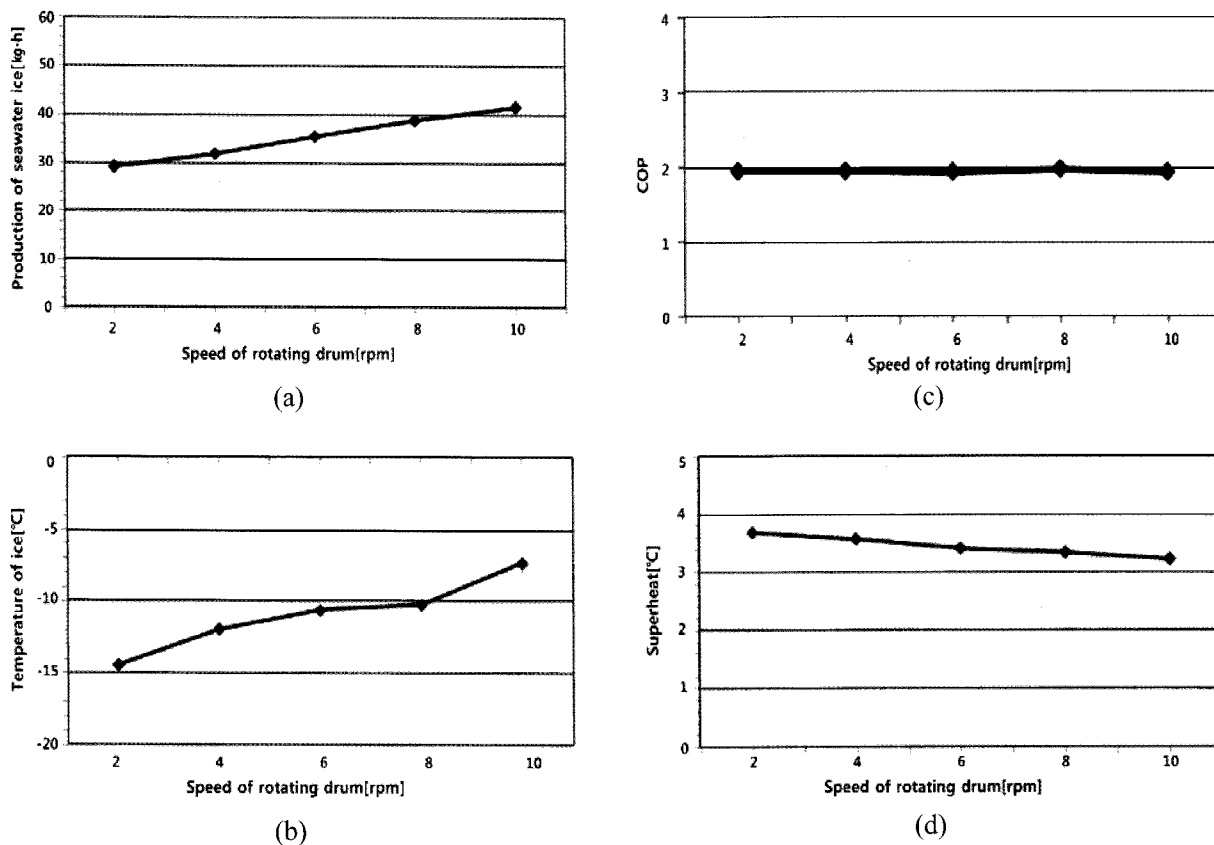 Production of seawater ice[kg·h]
60
50
40
30
20
10
0
2 4 6 8 10
Speed of rotating drum[rpm]
(a)
COP
4
3
2
1
0
2 4 6 8 10
Speed of rotating drum[rpm]
(c)
Temperature of ice[℃]
0
-5
-10
-15
-20
2 4 6 8 10
Speed of rotating drum[rpm]
(b)
Superheat[℃]
5
4
3
2
1
0
2 4 6 8 10
Speed of rotating drum[rpm]
(d)